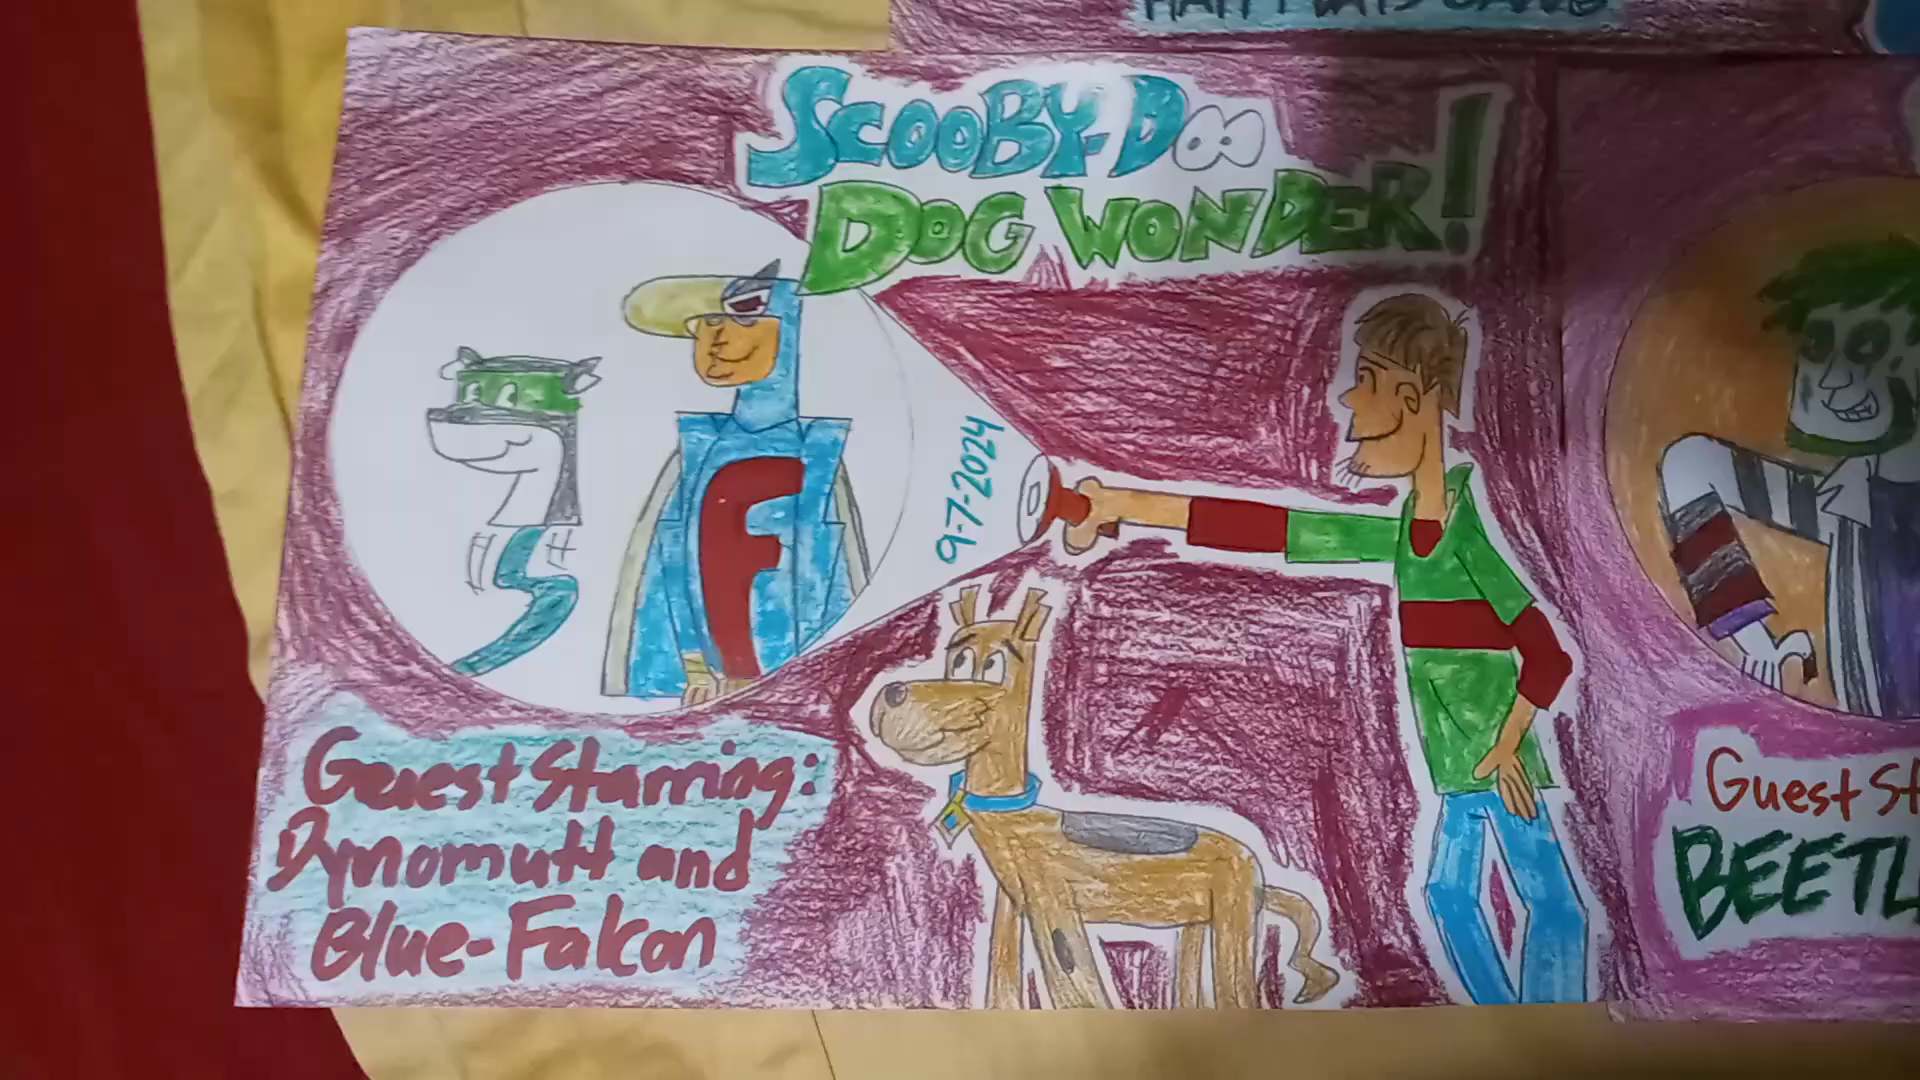 SCOOBY-Doo
DOG WONDER!
F
9-7-2024
Guest Starring:
Dynomutt and
Blue-Falcon
Guest St
BEETL